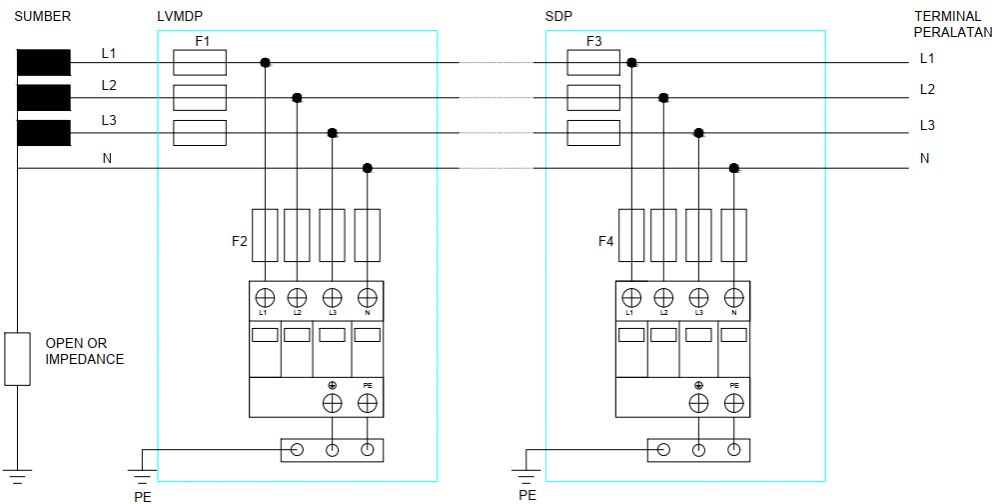 SUMBER
LVMDP
SDP
TERMINAL
PERALATAN
F1
F3
L1
L1
L2
L2
L3
L3
N
N
F2
F4
L1 L2 L3 N
L1 L2 L3 N
OPEN OR
IMPEDANCE
PE
PE
PE
PE